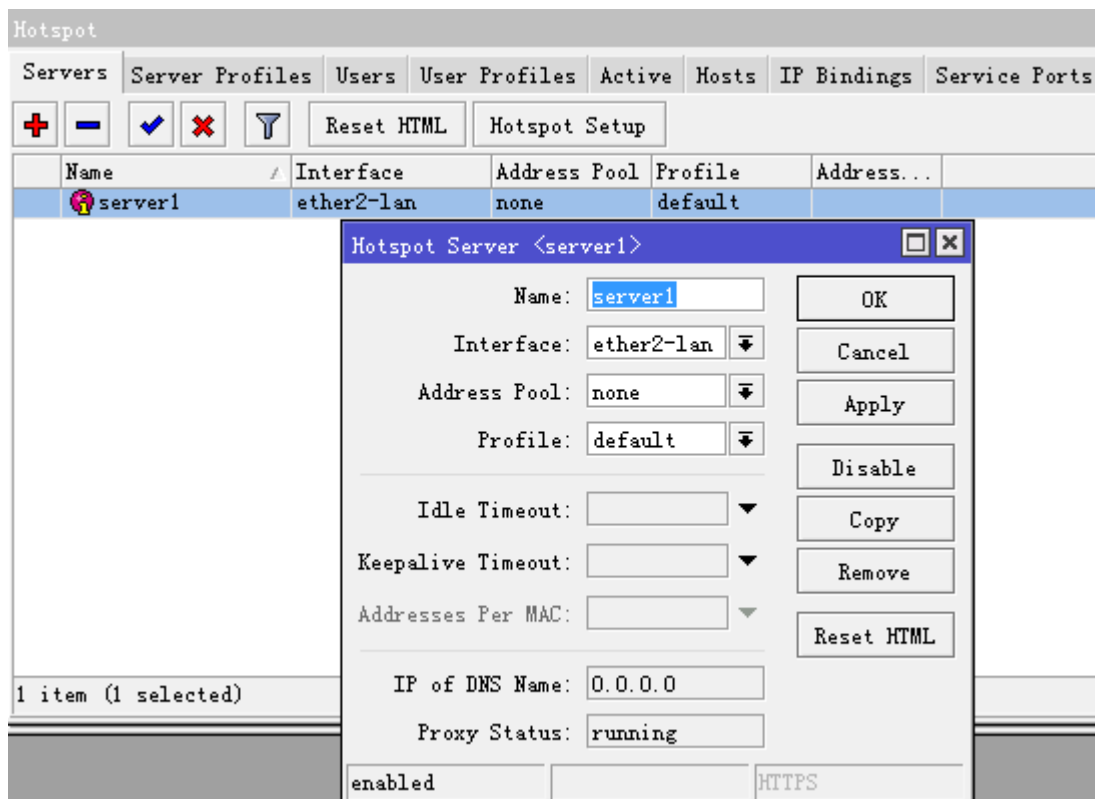 Hotspot
Servers Server Profiles Users User Profiles Active Hosts IP Bindings Service Ports
Reset HTML Hotspot Setup
Name Interface Address Pool Profile Address...
server1 ether2-lan none default
Hotspot Server <server1>
Name: server1 OK
Interface: ether2-lan Cancel
Address Pool: none Apply
Profile: default
Disable
Idle Timeout: Copy
Keepalive Timeout: Remove
Addresses Per MAC: Reset HTML
IP of DNS Name: 0.0.0.0
Proxy Status: running
1 item (1 selected)
enabled HTTPS